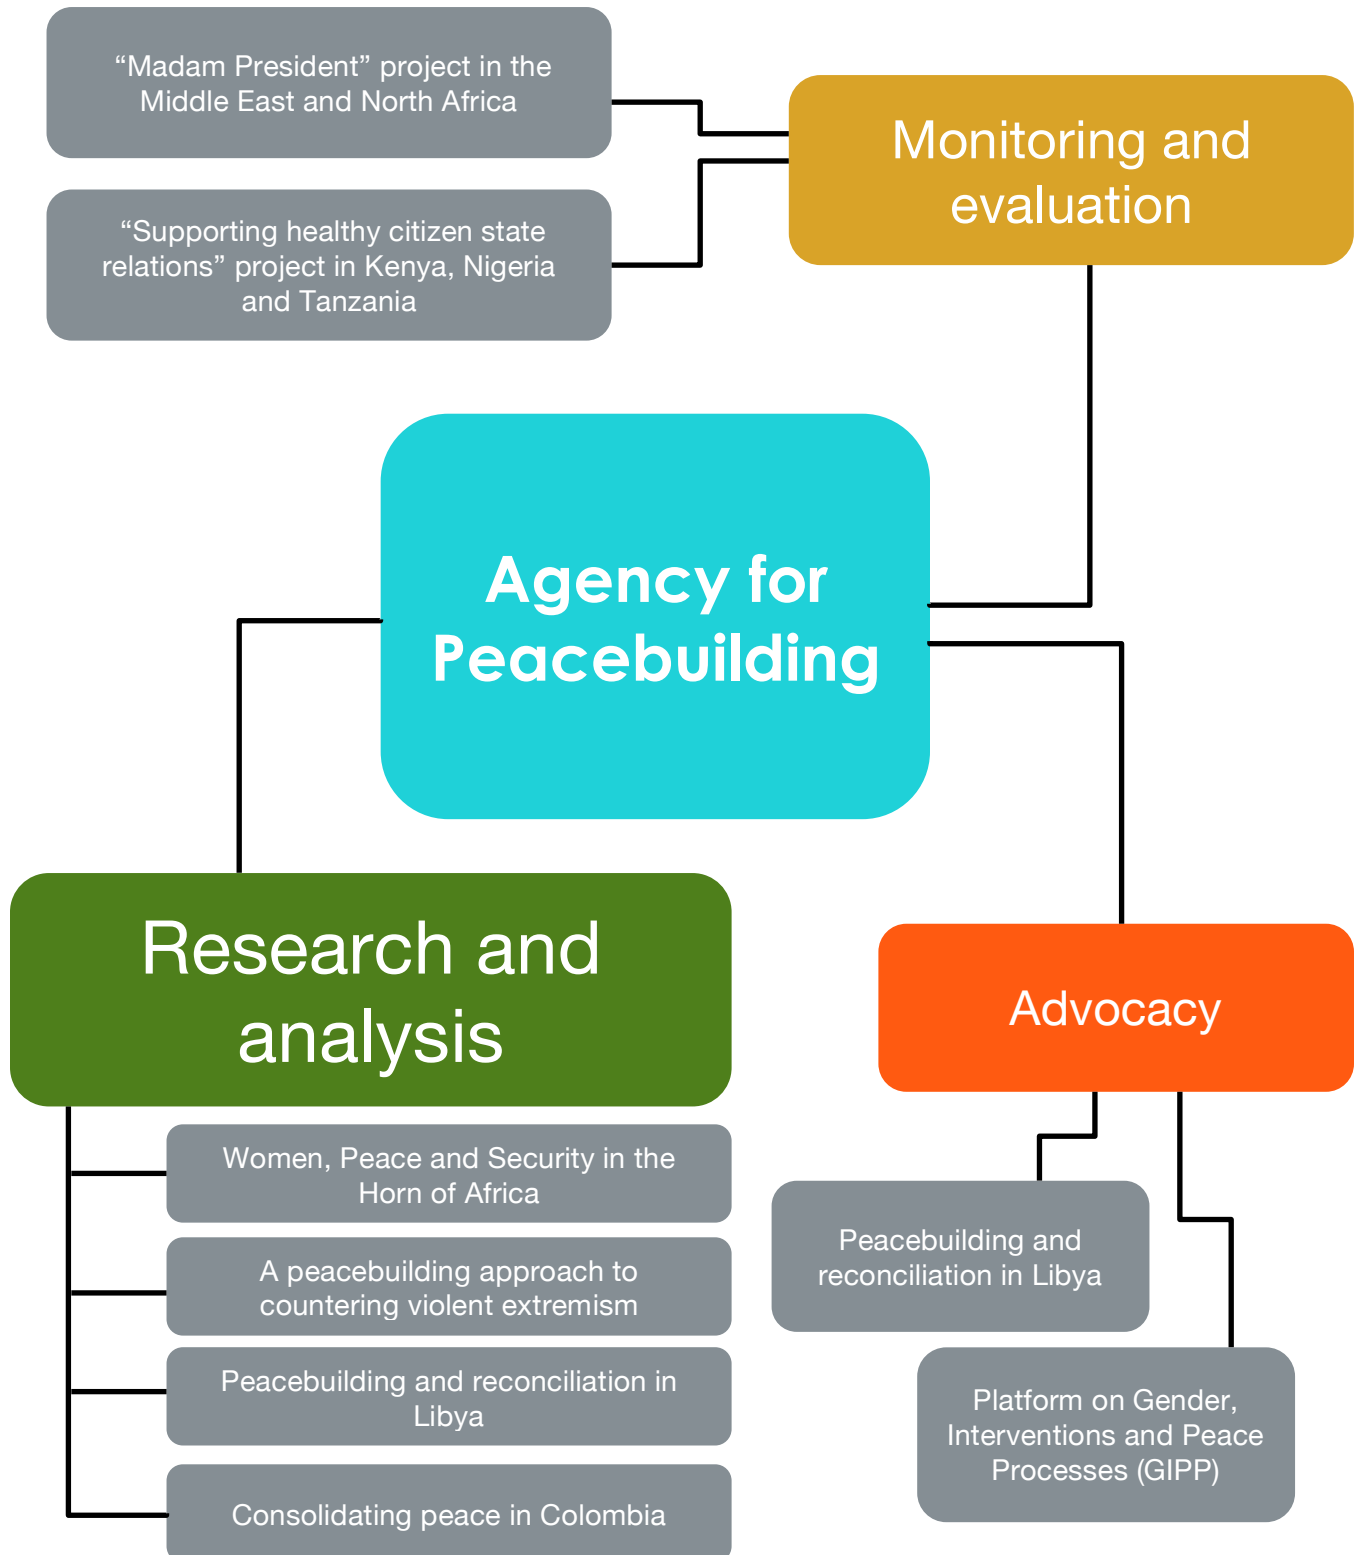 “Madam President” project in the
Middle East and North Africa
“Supporting healthy citizen state
relations” project in Kenya, Nigeria
and Tanzania
Monitoring and
evaluation
Agency for
Peacebuilding
Research and
analysis
Women, Peace and Security in the
Horn of Africa
A peacebuilding approach to
countering violent extremism
Peacebuilding and reconciliation in
Libya
Consolidating peace in Colombia
Advocacy
Peacebuilding and
reconciliation in Libya
Platform on Gender,
Interventions and Peace
Processes (GIPP)